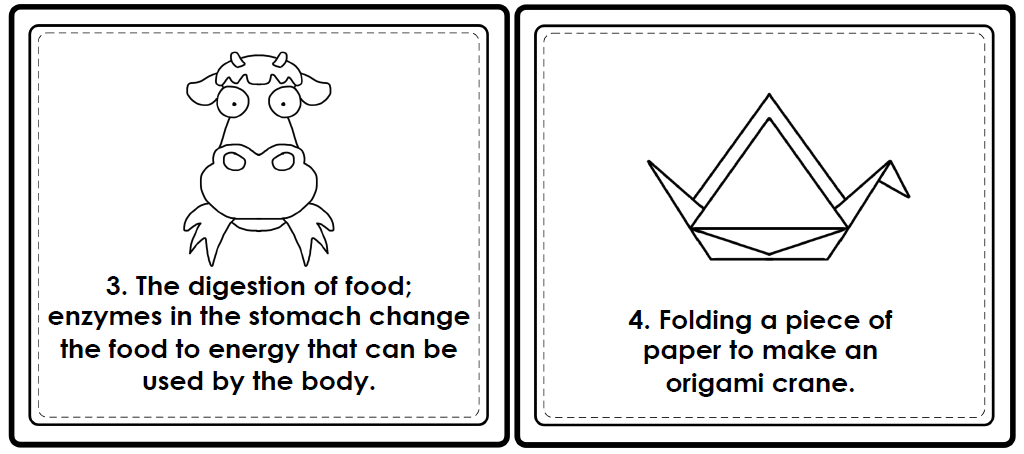 3. The digestion of food;
enzymes in the stomach change
the food to energy that can be
used by the body.
4. Folding a piece of
paper to make an
origami crane.